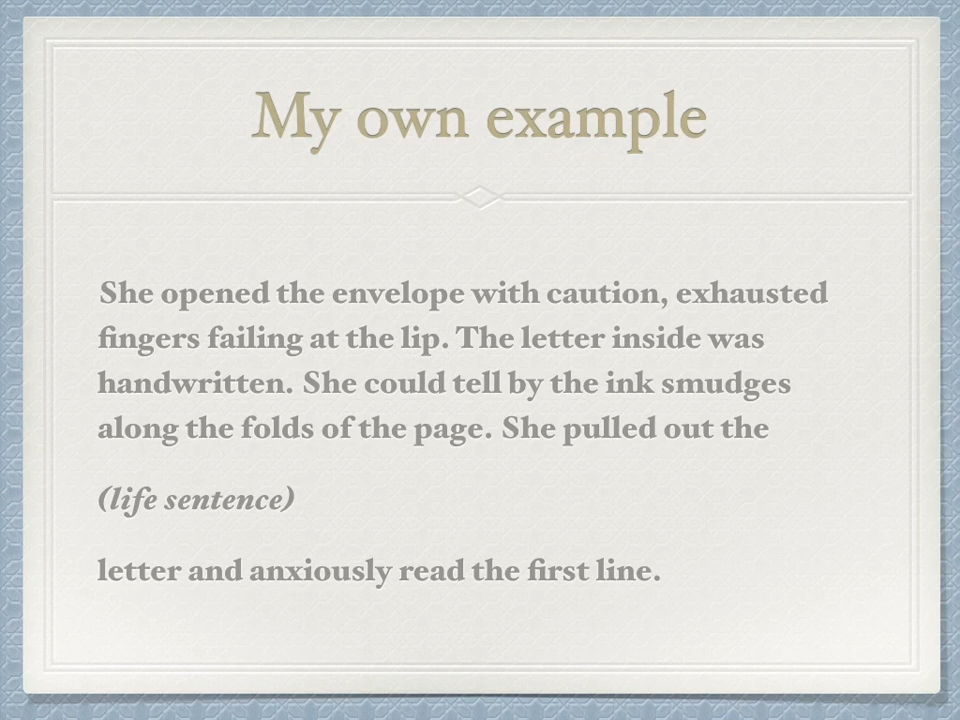 My own example
She opened the envelope with caution, exhausted
fingers failing at the lip. The letter inside was
handwritten. She could tell by the ink smudges
along the folds of the page. She pulled out the
(life sentence)
letter and anxiously read the first line.